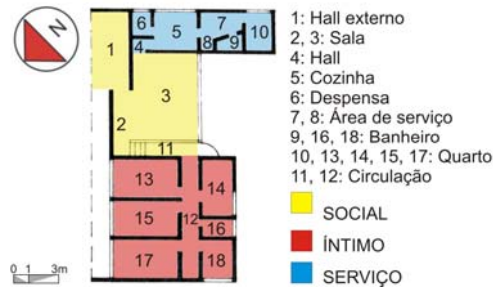 N
1
2
3
4
5
6
7
8
9
10
11
12
13
14
15
16
17
18
0 1 3m
1: Hall externo
2, 3: Sala
4: Hall
5: Cozinha
6: Despensa
7, 8: Área de serviço
9, 16, 18: Banheiro
10, 13, 14, 15, 17: Quarto
11, 12: Circulação
SOCIAL
ÍNTIMO
SERVIÇO